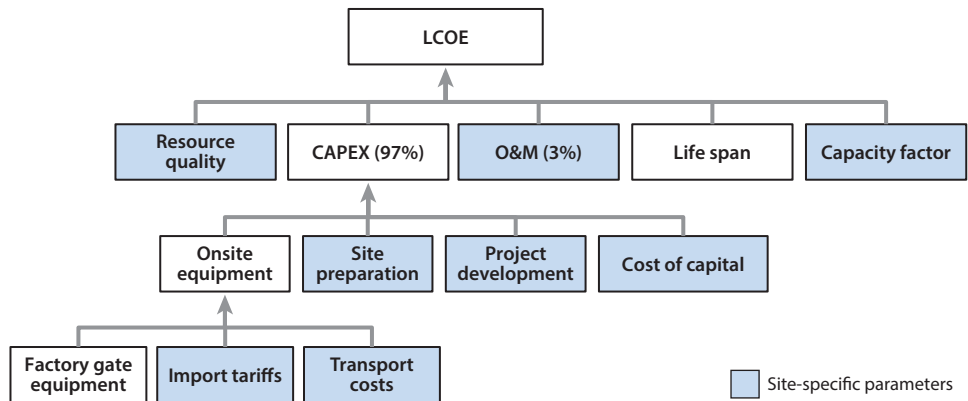 LCOE
Resource
quality
CAPEX (97%)
O&M (3%)
Life span
Capacity factor
Onsite
equipment
Site
preparation
Project
development
Cost of capital
Factory gate
equipment
Import tariffs
Transport
costs
Site-specific parameters